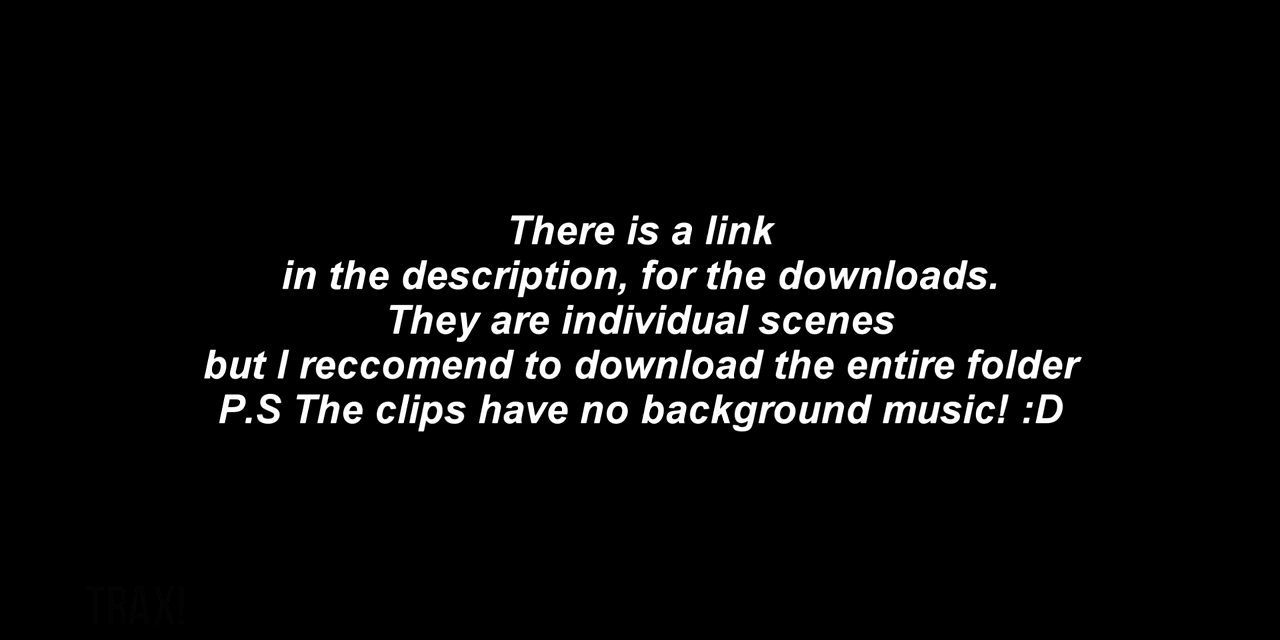 There is a link
in the description, for the downloads.
They are individual scenes
but I reccomend to download the entire folder
P.S The clips have no background music! :D
TRAX!